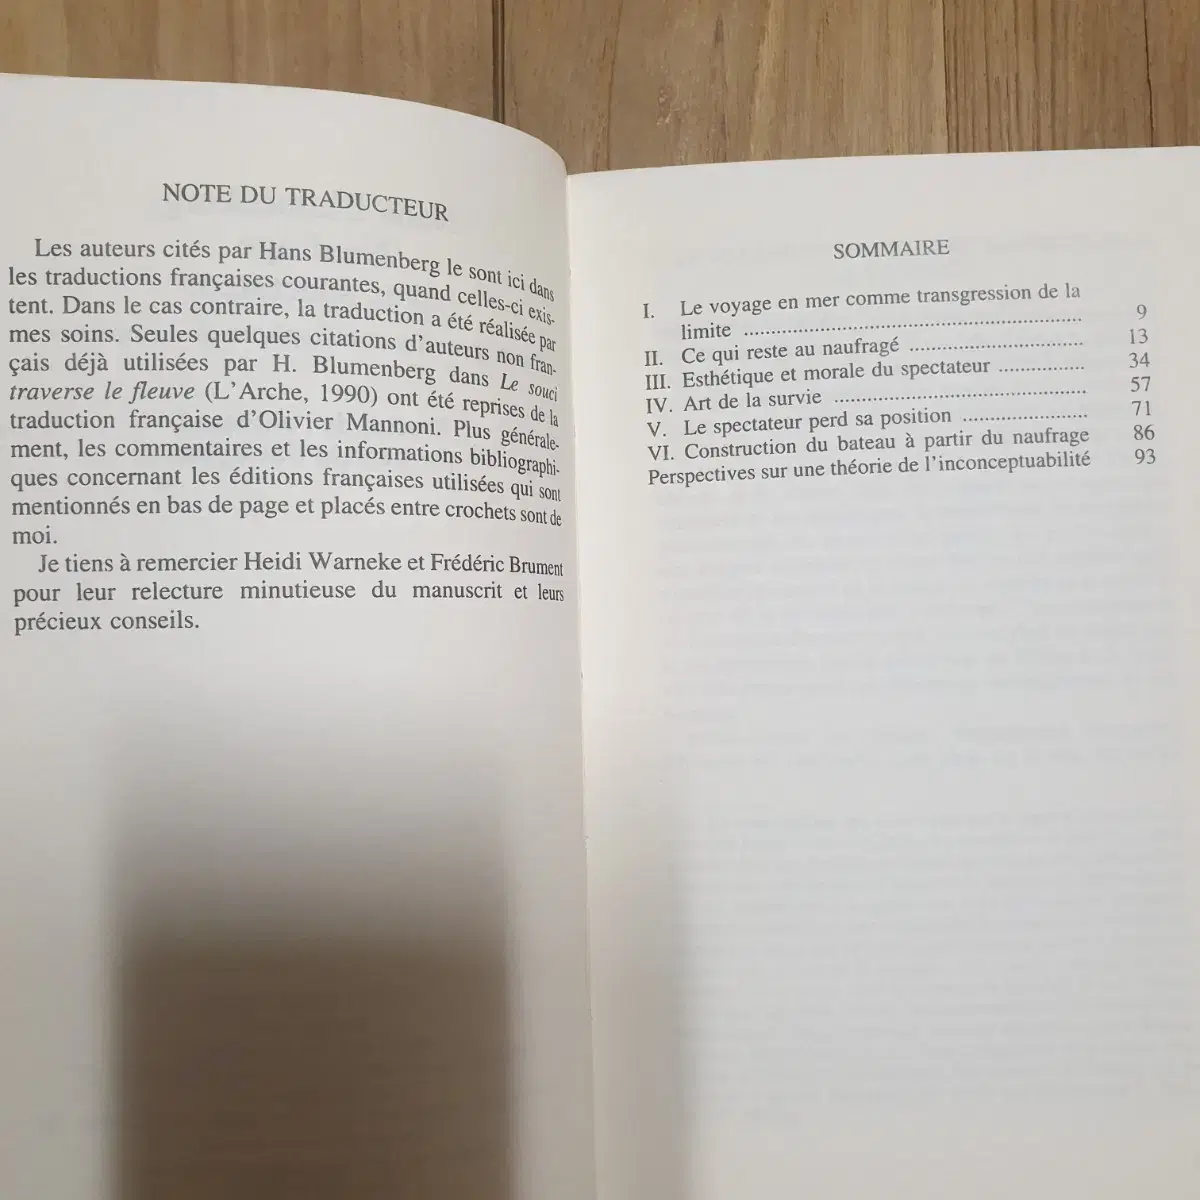 NOTE DU TRADUCTEUR
Les auteurs cités par Hans Blumenberg le sont ici dans
les traductions françaises courantes, quand celles-ci exis-
tent. Dans le cas contraire, la traduction a été réalisée par
mes soins. Seules quelques citations d'auteurs non fran-
çais déjà utilisées par H. Blumenberg dans Le souci
traverse le fleuve (L'Arche, 1990) ont été reprises de la
traduction française d'Olivier Mannoni. Plus générale-
ment, les commentaires et les informations bibliographi-
ques concernant les éditions françaises utilisées qui sont
mentionnés en bas de page et placés entre crochets sont de
moi.
Je tiens à remercier Heidi Warneke et Frédéric Brument
pour leur relecture minutieuse du manuscrit et leurs
précieux conseils.
SOMMAIRE
I. Le voyage en mer comme transgression de la
limite .......... 9
II. Ce qui reste au naufragé .......... 13
III. Esthétique et morale du spectateur .......... 34
IV. Art de la survie .......... 57
V. Le spectateur perd sa position .......... 71
VI. Construction du bateau à partir du naufrage 86
Perspectives sur une théorie de l'inconceptuabilité 93